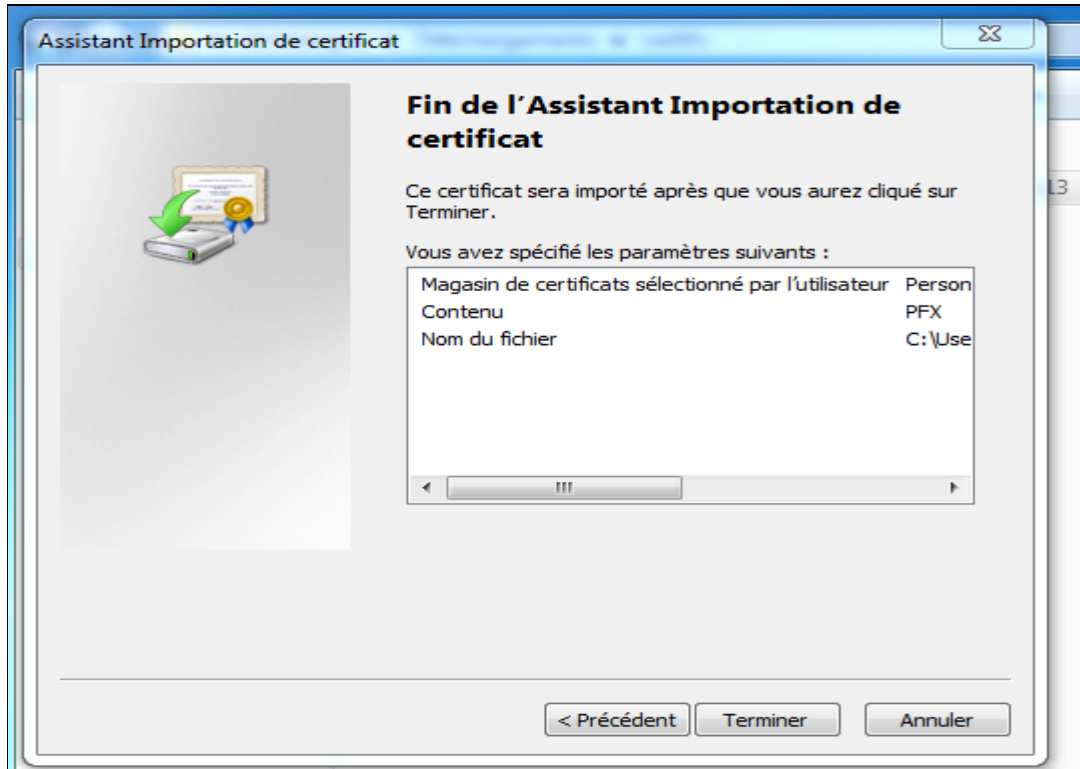 Assistant Importation de certificat
Fin de l'Assistant Importation de
certificat
Ce certificat sera importé après que vous aurez cliqué sur
Terminer.
13
Vous avez spécifié les paramètres suivants :
Magasin de certificats sélectionné par l'utilisateur Person
Contenu PFX
Nom du fichier C:\Use
< Précédent Terminer Annuler